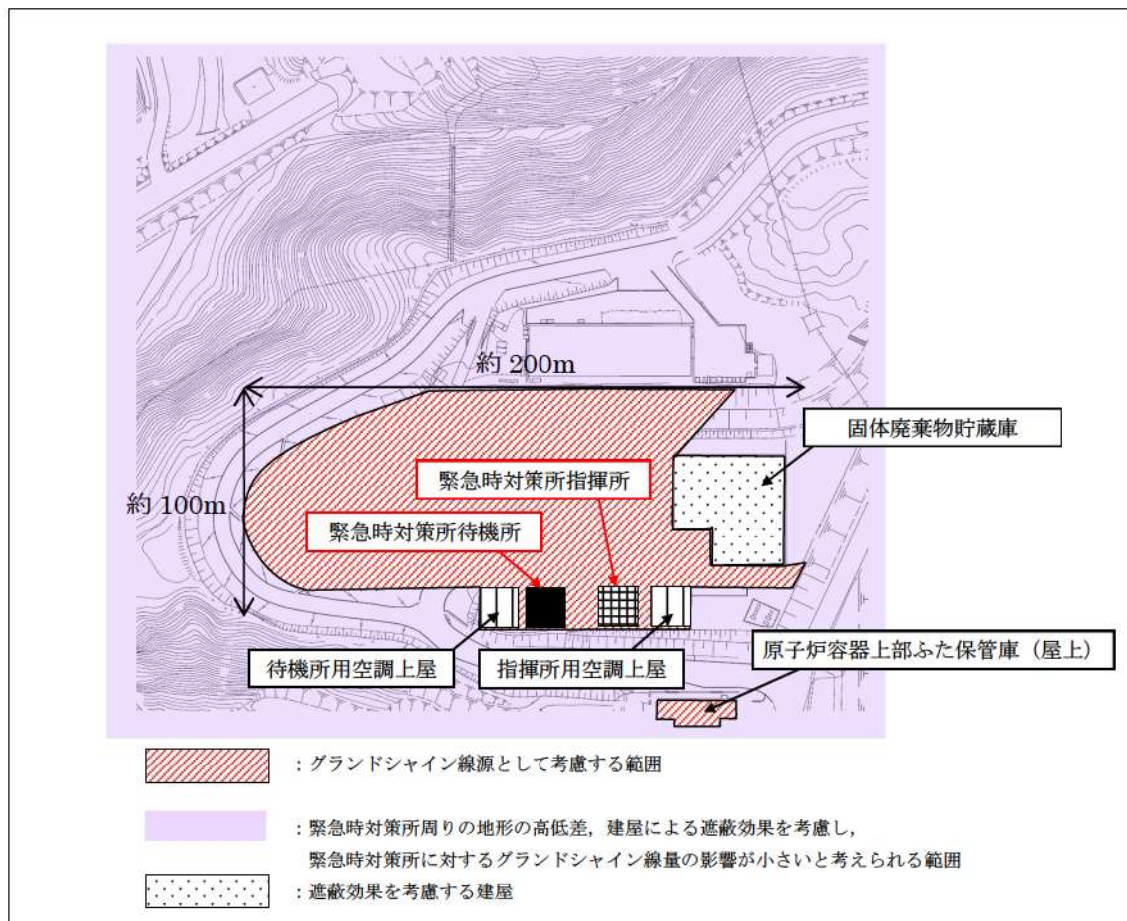 約 200m
固体廃棄物貯蔵庫
緊急時対策所指揮所
約 100m
緊急時対策所待機所
待機所用空調上屋
指揮所用空調上屋
原子炉容器上部ふた保管庫（屋上）
：グランドシャイン線源として考慮する範囲
：緊急時対策所周りの地形の高低差，建屋による遮蔽効果を考慮し，
緊急時対策所に対するグランドシャイン線量の影響が小さいと考えられる範囲
：遮蔽効果を考慮する建屋